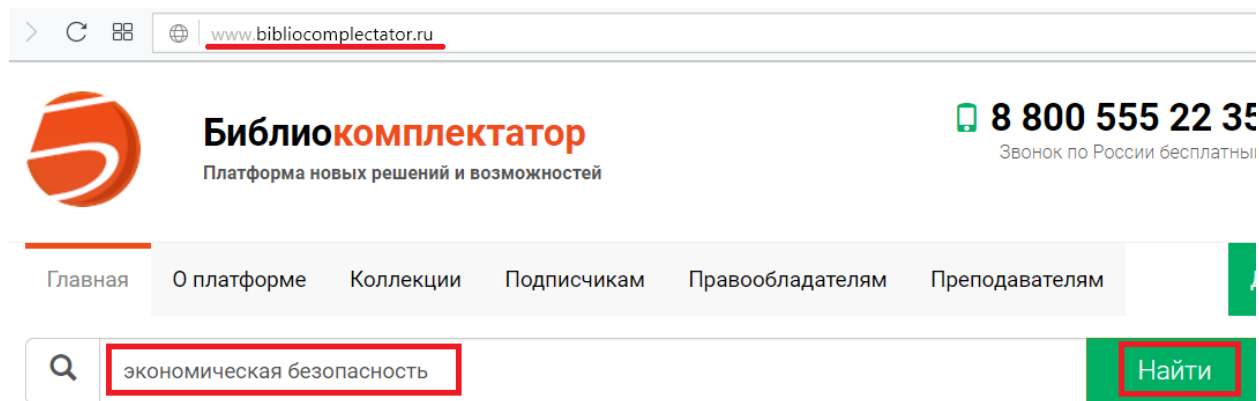 www.bibliocomplectator.ru
Библиокомплектатор
Платформа новых решений и возможностей
8 800 555 22 35
Звонок по России бесплатны
Главная О платформе Коллекции Подписчикам Правообладателям Преподавателям
экономическая безопасность Найти